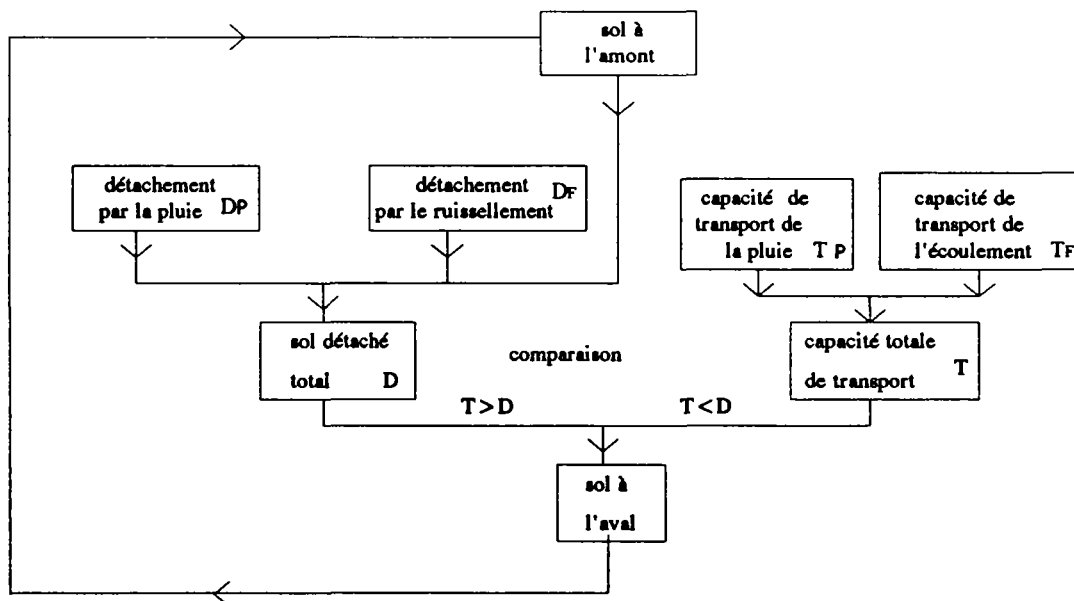 sol à
l'amont
détachement
par la pluie DP
détachement DF
par le ruissellement
capacité de
transport de
la pluie T P
capacité de
transport de
l'écoulement TF
sol détaché
total D
comparaison
capacité totale
de transport T
T>D
T<D
sol à
l'aval